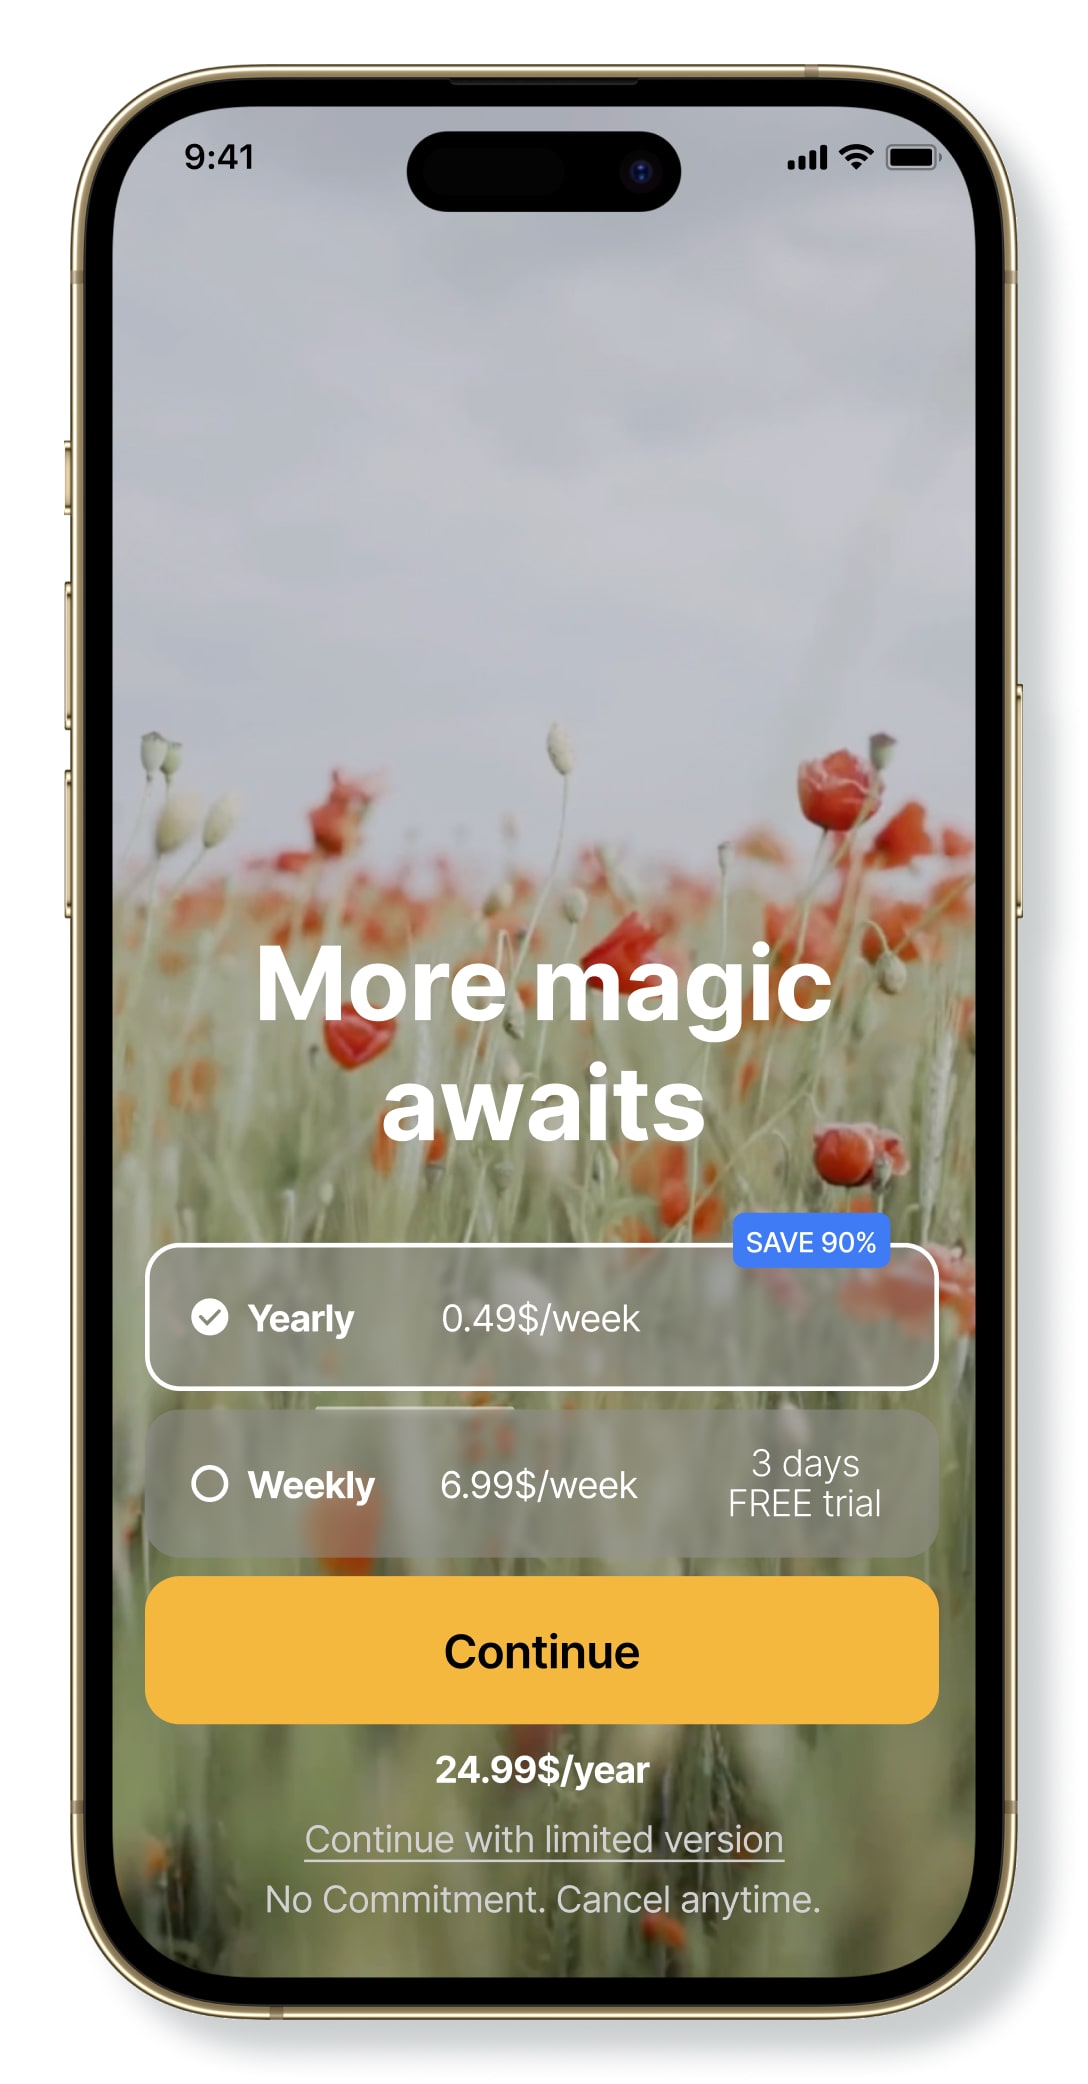 9:41
More magic
awaits
SAVE 90%
Yearly 0.49$/week
Weekly 6.99$/week
3 days
FREE trial
Continue
24.99$/year
Continue with limited version
No Commitment. Cancel anytime.